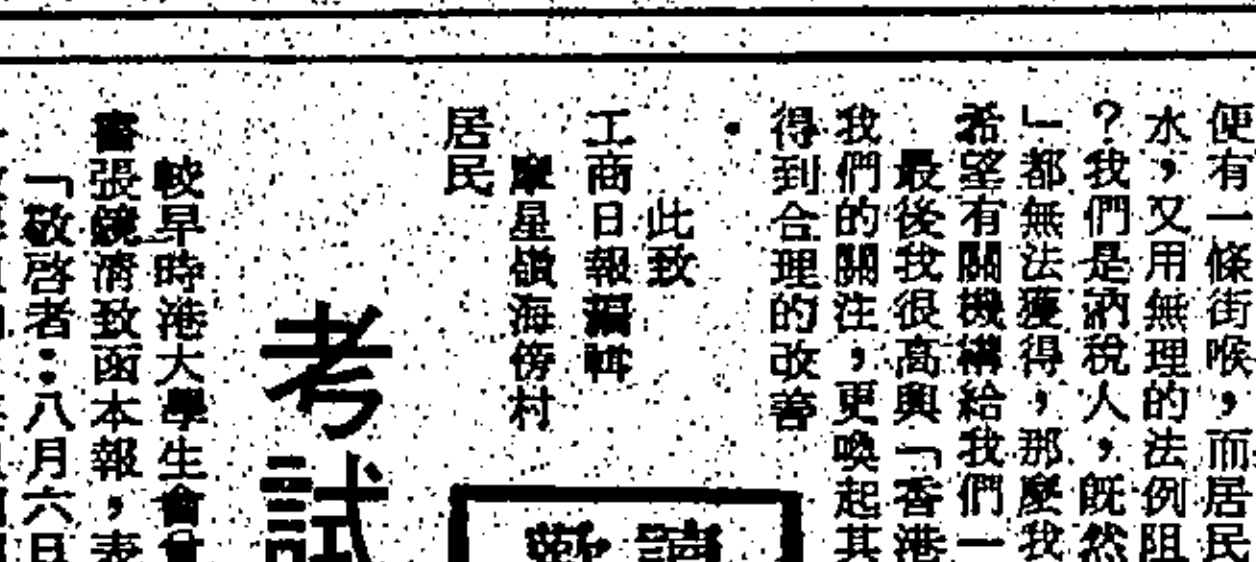 便有一條街喉，而居民
水，又用無理的法例阻
？我們是納稅人，既然
」都無法獲得，那麼我
希望有關機構給我們一
最後我很高興「香港
我們的關注，更喚起其
得到合理的改善
。
此致
工商日報編輯
摩星嶺海傍村
居民
考試
較早時港大學生會會
書張鏡濟致函本報，表
「敬啓者：八月六日